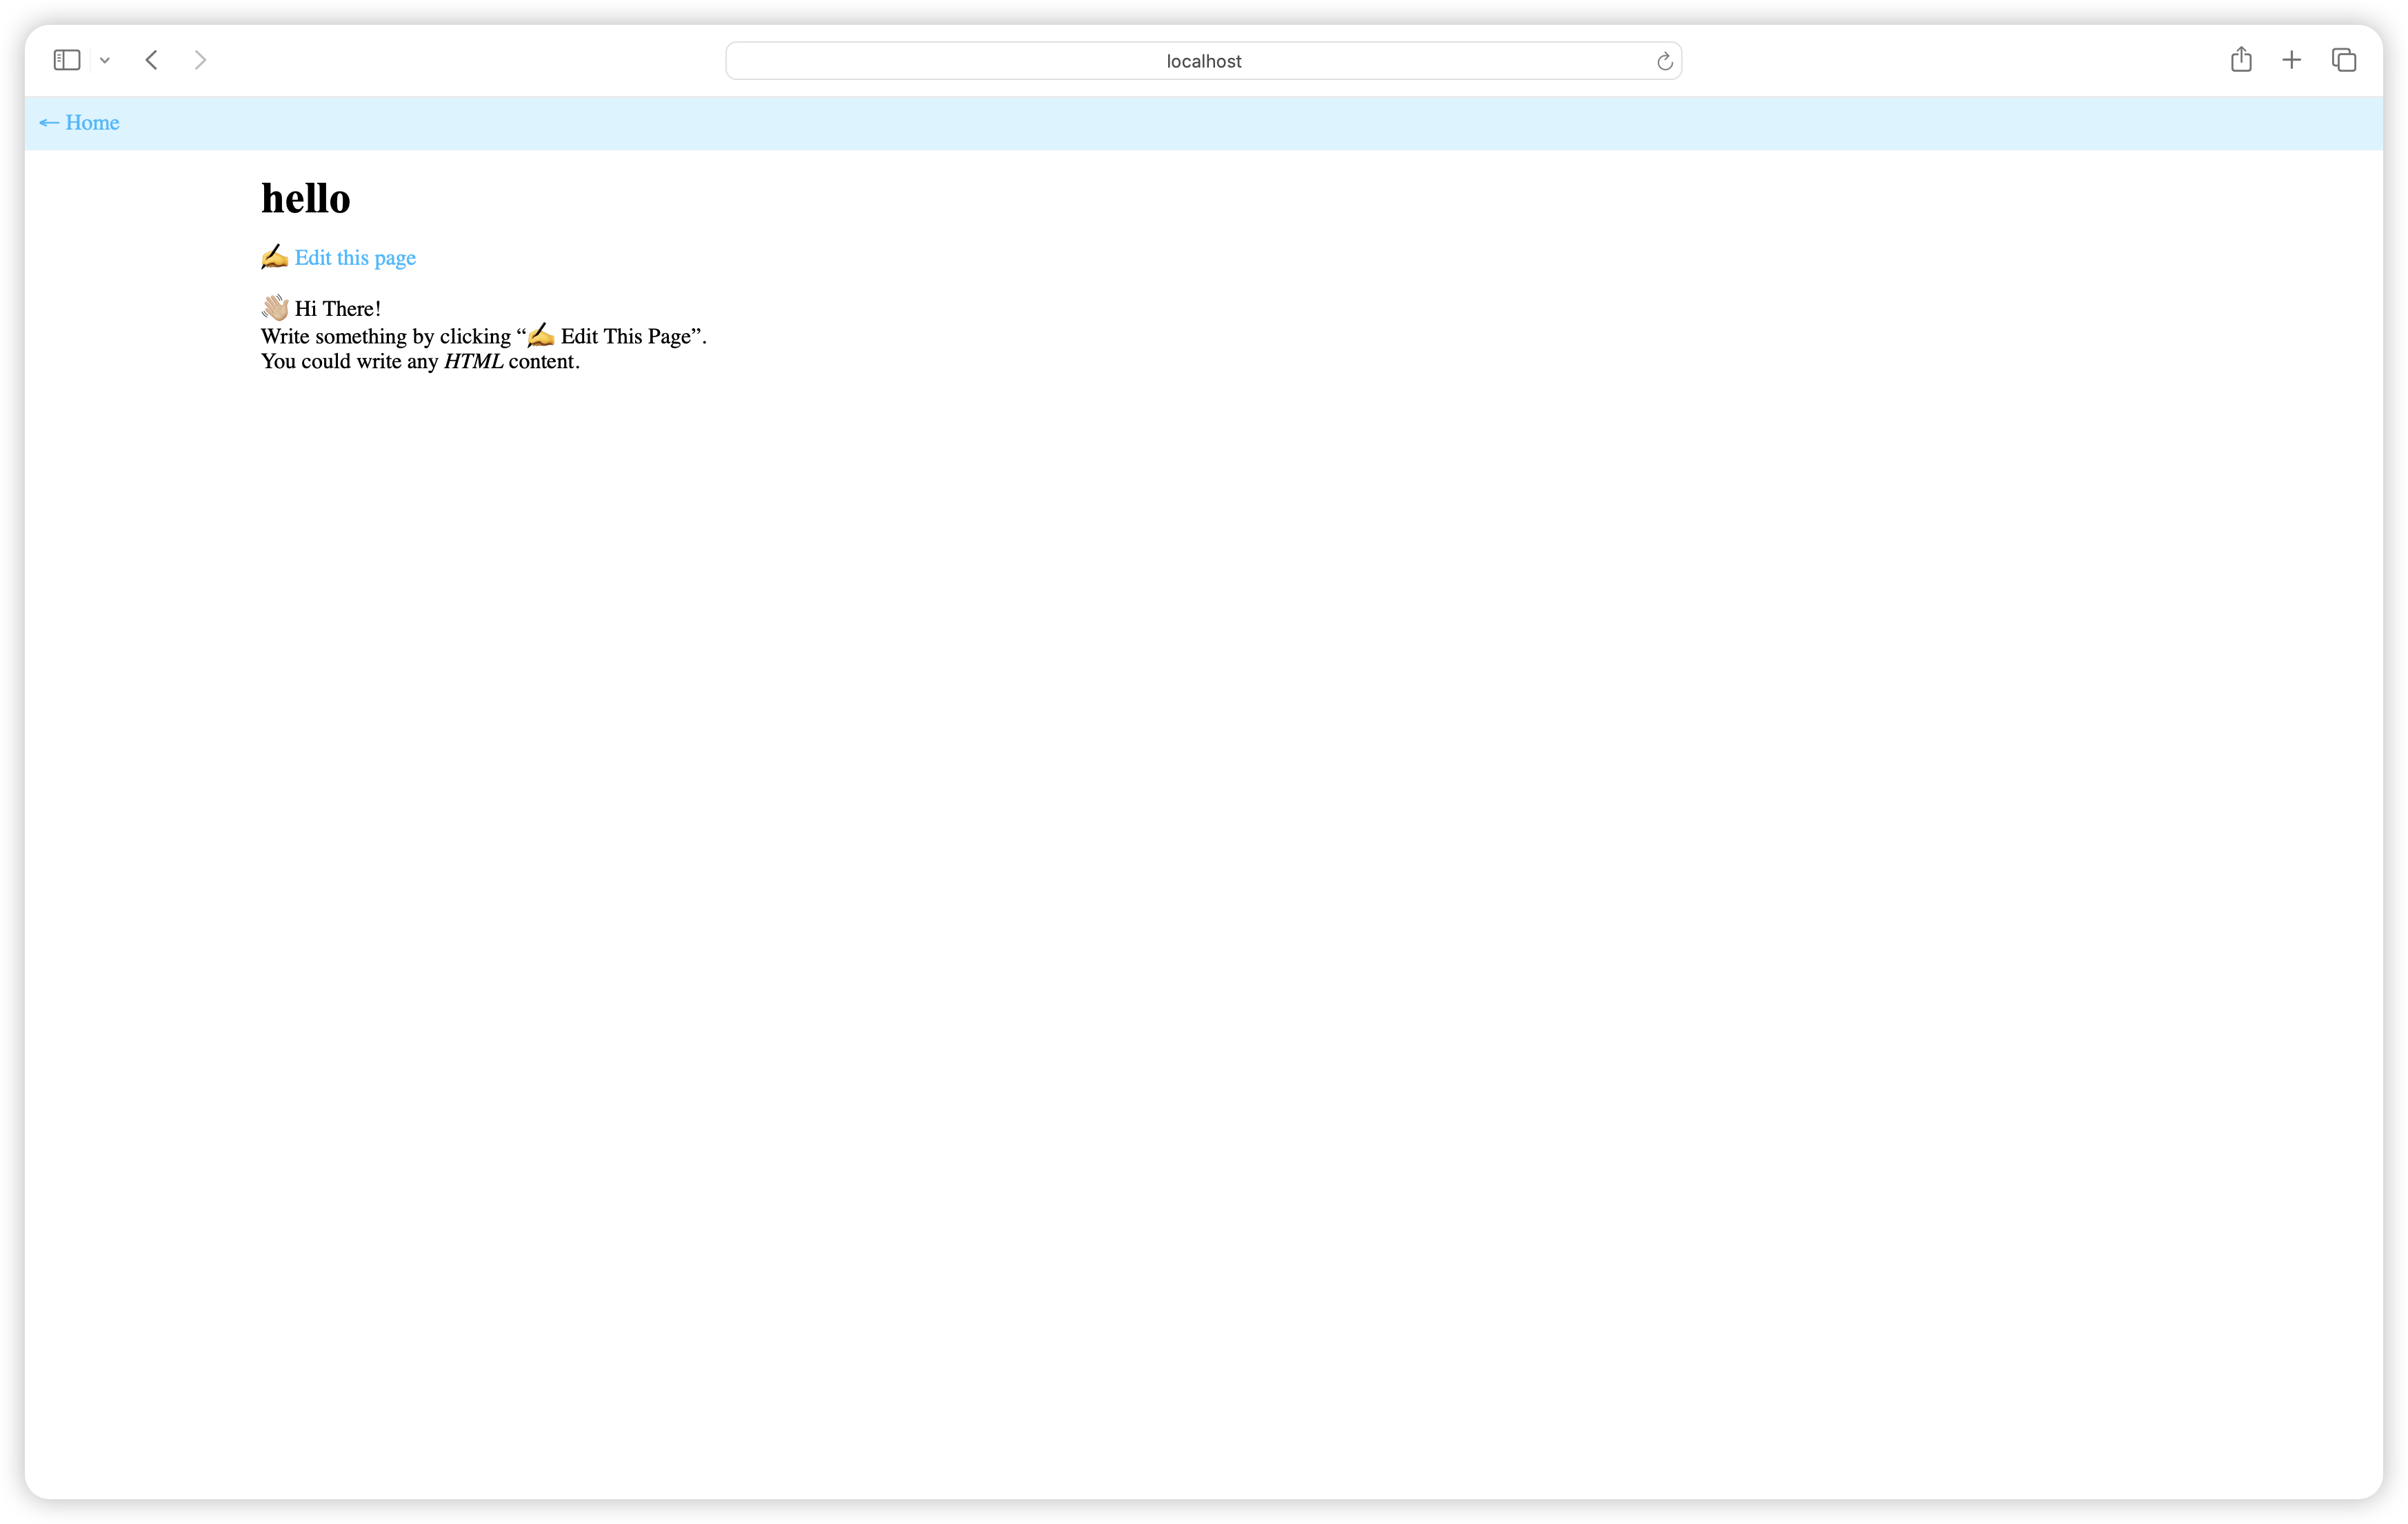 localhost
← Home
hello
✍️ Edit this page
👋🏼 Hi There!
Write something by clicking “✍️ Edit This Page”.
You could write any HTML content.